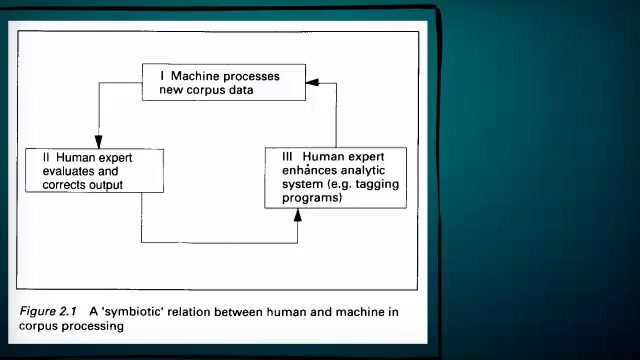 I Machine processes
new corpus data
II Human expert
evaluates and
corrects output
III Human expert
enhances analytic
system (e.g. tagging
programs)
Figure 2.1 A 'symbiotic' relation between human and machine in
corpus processing